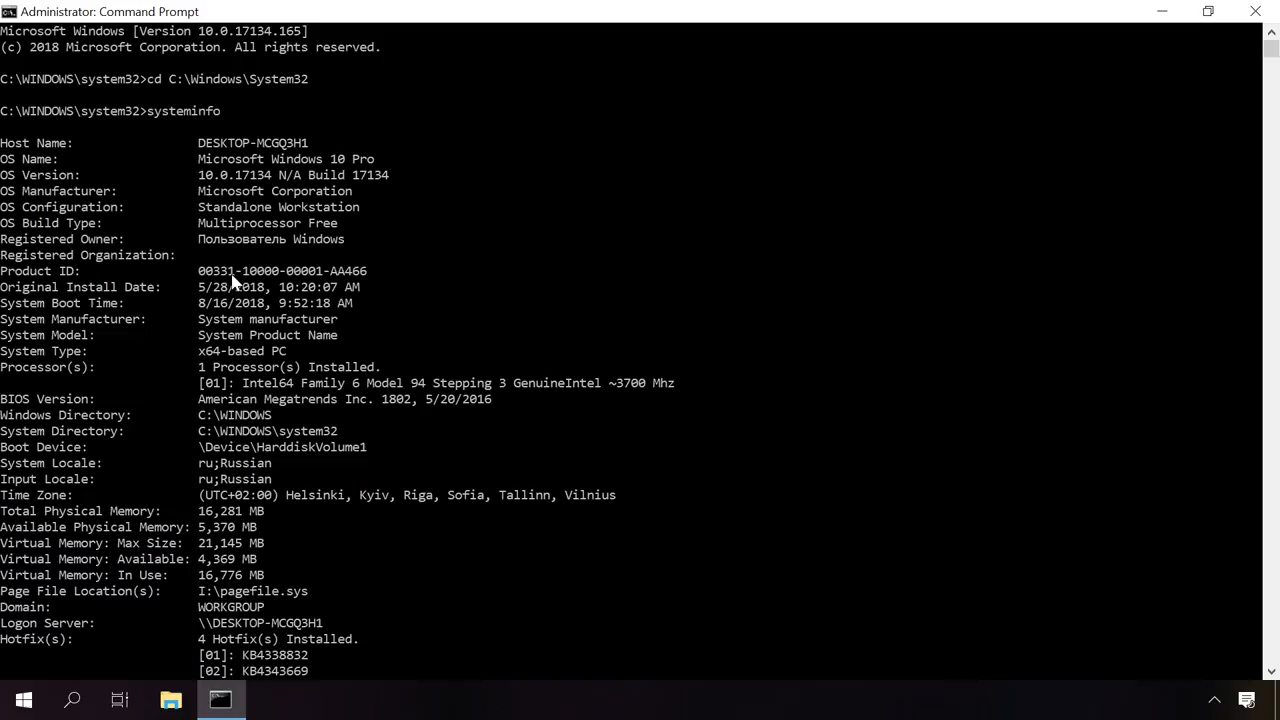 Administrator: Command Prompt
Microsoft Windows [Version 10.0.17134.165]
(c) 2018 Microsoft Corporation. All rights reserved.
C:\WINDOWS\system32>cd C:\Windows\System32
C:\WINDOWS\system32>systeminfo
Host Name: DESKTOP-MCGQ3H1
OS Name: Microsoft Windows 10 Pro
OS Version: 10.0.17134 N/A Build 17134
OS Manufacturer: Microsoft Corporation
OS Configuration: Standalone Workstation
OS Build Type: Multiprocessor Free
Registered Owner: Пользователь Windows
Registered Organization:
Product ID: 00331-10000-00001-AA466
Original Install Date: 5/28/2018, 10:20:07 AM
System Boot Time: 8/16/2018, 9:52:18 AM
System Manufacturer: System manufacturer
System Model: System Product Name
System Type: x64-based PC
Processor(s): 1 Processor(s) Installed.
[01]: Intel64 Family 6 Model 94 Stepping 3 GenuineIntel ~3700 Mhz
BIOS Version: American Megatrends Inc. 1802, 5/20/2016
Windows Directory: C:\WINDOWS
System Directory: C:\WINDOWS\system32
Boot Device: \Device\HarddiskVolume1
System Locale: ru;Russian
Input Locale: ru;Russian
Time Zone: (UTC+02:00) Helsinki, Kyiv, Riga, Sofia, Tallinn, Vilnius
Total Physical Memory: 16,281 MB
Available Physical Memory: 5,370 MB
Virtual Memory: Max Size: 21,145 MB
Virtual Memory: Available: 4,369 MB
Virtual Memory: In Use: 16,776 MB
Page File Location(s): I:\pagefile.sys
Domain: WORKGROUP
Logon Server: \\DESKTOP-MCGQ3H1
Hotfix(s): 4 Hotfix(s) Installed.
[01]: KB4338832
[02]: KB4343669